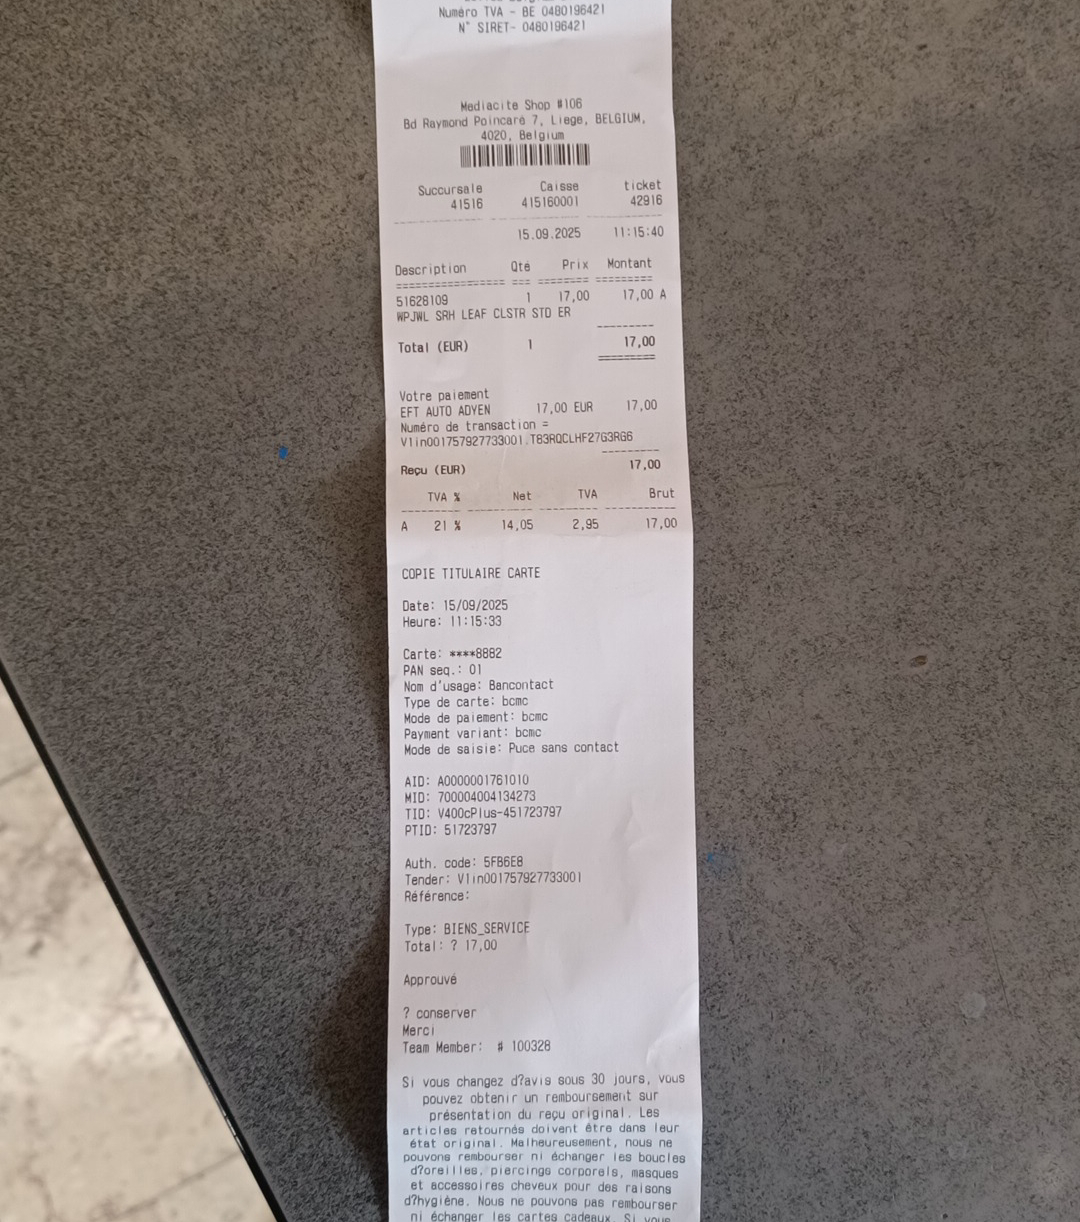 Numéro TVA - BE 0480196421
N° SIRET- 0480196421
Mediacite Shop #106
Bd Raymond Poincaré 7, Liege, BELGIUM,
4020, Belgium
Succursale Caisse ticket
41516 415160001 42916
15.09.2025 11:15:40
Description Qté Prix Montant
51628109 1 17,00 17,00 A
WPJWL SRH LEAF CLSTR STD ER
Total (EUR) 1 17,00
Votre paiement
EFT AUTO ADYEN 17,00 EUR 17,00
Numéro de transaction =
V1in001757927733001.T83RQCLHF27G3RG6
Reçu (EUR) 17,00
TVA % Net TVA Brut
A 21 % 14,05 2,95 17,00
COPIE TITULAIRE CARTE
Date: 15/09/2025
Heure: 11:15:33
Carte: ****8882
PAN seq.: 01
Nom d'usage: Bancontact
Type de carte: bcmc
Mode de paiement: bcmc
Payment variant: bcmc
Mode de saisie: Puce sans contact
AID: A0000001761010
MID: 700004004134273
TID: V400cPlus-451723797
PTID: 51723797
Auth. code: 5FB6E8
Tender: V1in001757927733001
Référence:
Type: BIENS_SERVICE
Total: ? 17,00
Approuvé
? conserver
Merci
Team Member: # 100328
Si vous changez d?avis sous 30 jours, vous
pouvez obtenir un remboursement sur
présentation du reçu original. Les
articles retournés doivent être dans leur
état original. Malheureusement, nous ne
pouvons rembourser ni échanger les boucles
d?oreilles, piercings corporels, masques
et accessoires cheveux pour des raisons
d?hygiène. Nous ne pouvons pas rembourser
ni échanger les cartes cadeaux. Si vous